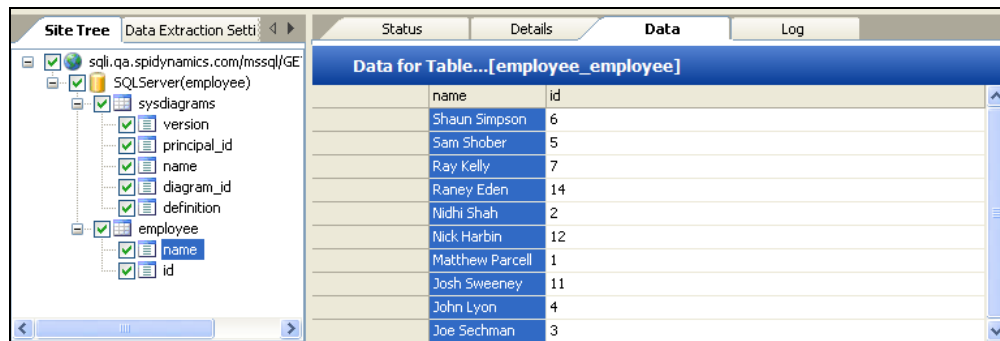 Site Tree Data Extraction Setti
sqli.qa.spidynamics.com/mssql/GE
SQLServer(employee)
sysdiagrams
version
principal_id
name
diagram_id
definition
employee
name
id
Status Details Data Log
Data for Table...[employee_employee]
name id
Shaun Simpson 6
Sam Shober 5
Ray Kelly 7
Raney Eden 14
Nidhi Shah 2
Nick Harbin 12
Matthew Parcell 1
Josh Sweeney 11
John Lyon 4
Joe Sechman 3